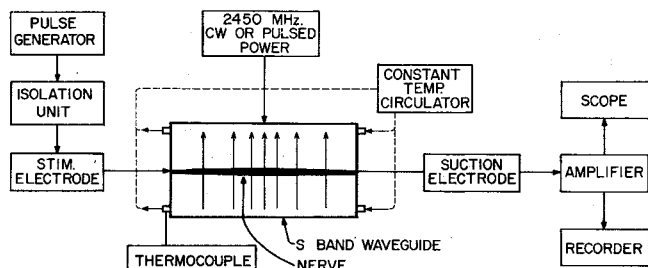 PULSE
GENERATOR
ISOLATION
UNIT
STIM.
ELECTRODE
2450 MHz.
CW OR PULSED
POWER
CONSTANT
TEMP.
CIRCULATOR
SUCTION
ELECTRODE
SCOPE
AMPLIFIER
RECORDER
THERMOCOUPLE
S BAND WAVEGUIDE
NERVE